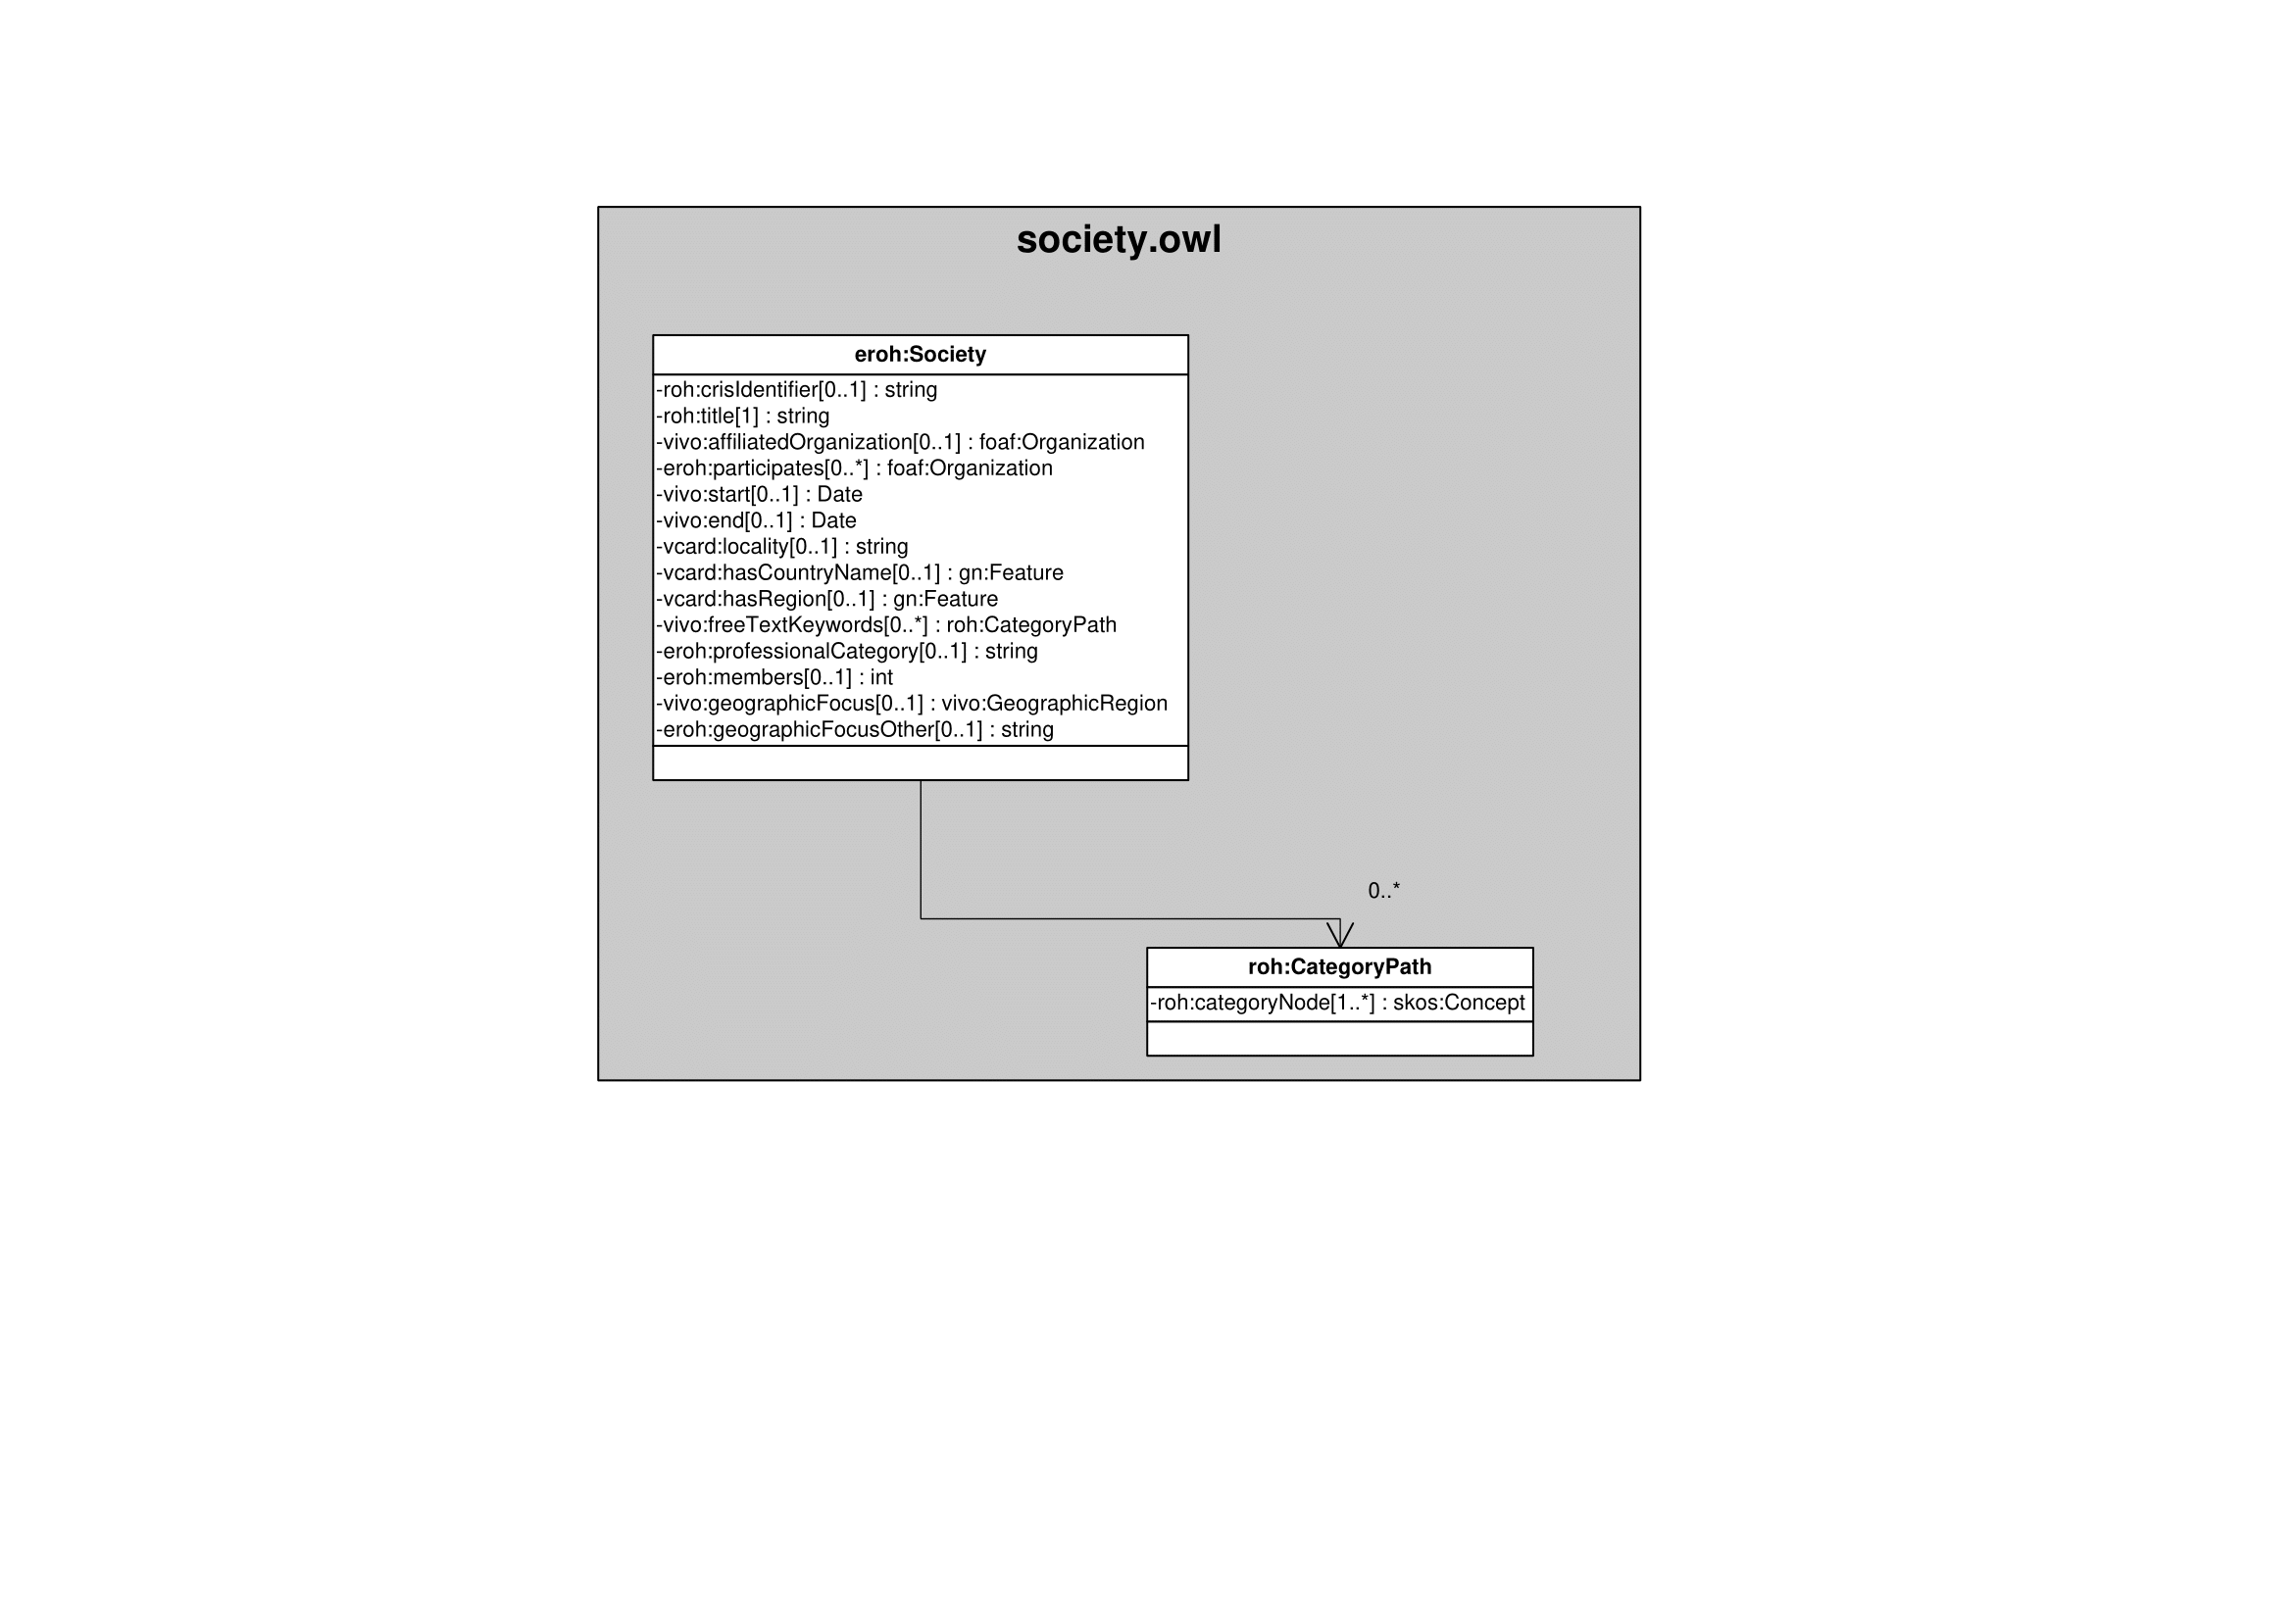 society.owl
eroh:Society
-roh:crisIdentifier[0..1] : string
-roh:title[1] : string
-vivo:affiliatedOrganization[0..1] : foaf:Organization
-eroh:participates[0..*] : foaf:Organization
-vivo:start[0..1] : Date
-vivo:end[0..1] : Date
-vcard:locality[0..1] : string
-vcard:hasCountryName[0..1] : gn:Feature
-vcard:hasRegion[0..1] : gn:Feature
-vivo:freeTextKeywords[0..*] : roh:CategoryPath
-eroh:professionalCategory[0..1] : string
-eroh:members[0..1] : int
-vivo:geographicFocus[0..1] : vivo:GeographicRegion
-eroh:geographicFocusOther[0..1] : string
0..*
roh:CategoryPath
-roh:categoryNode[1..*] : skos:Concept